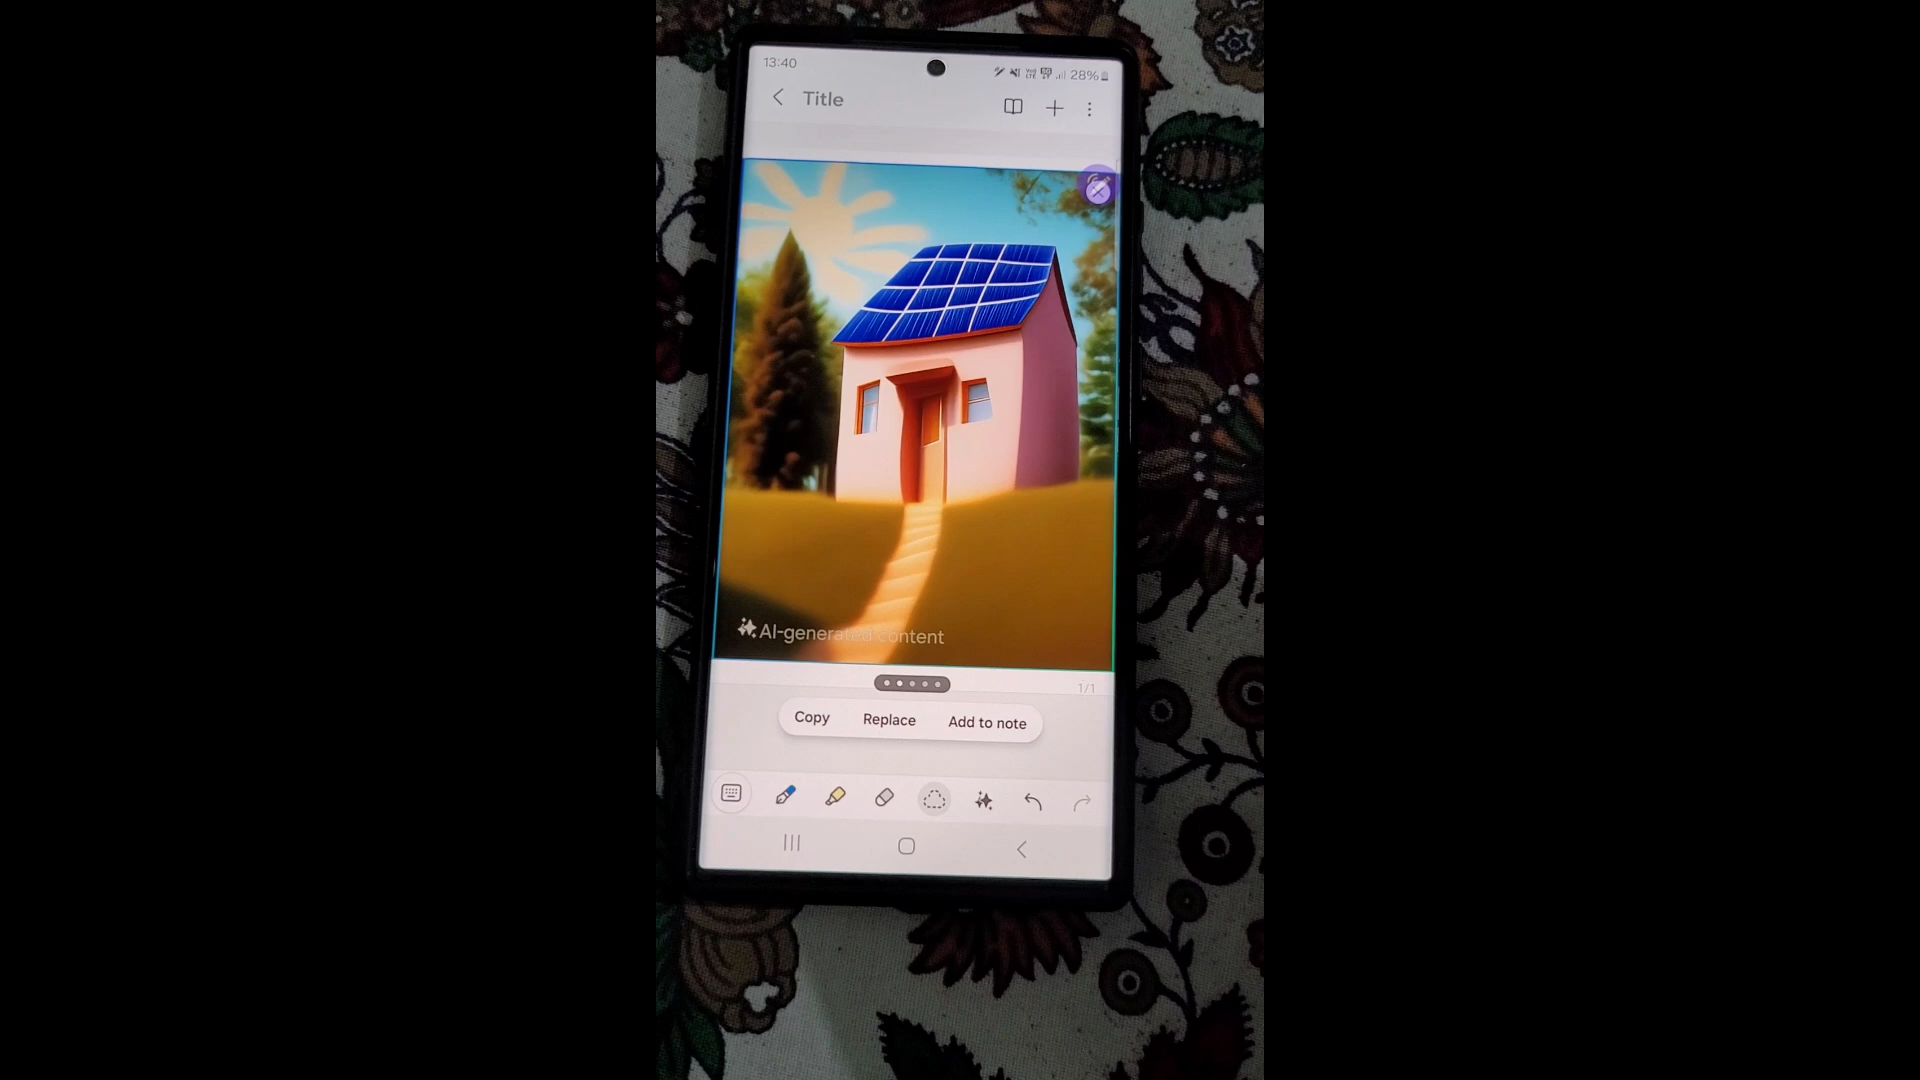 13:40
28%
Title
AI-generated content
1/1
Copy Replace Add to note